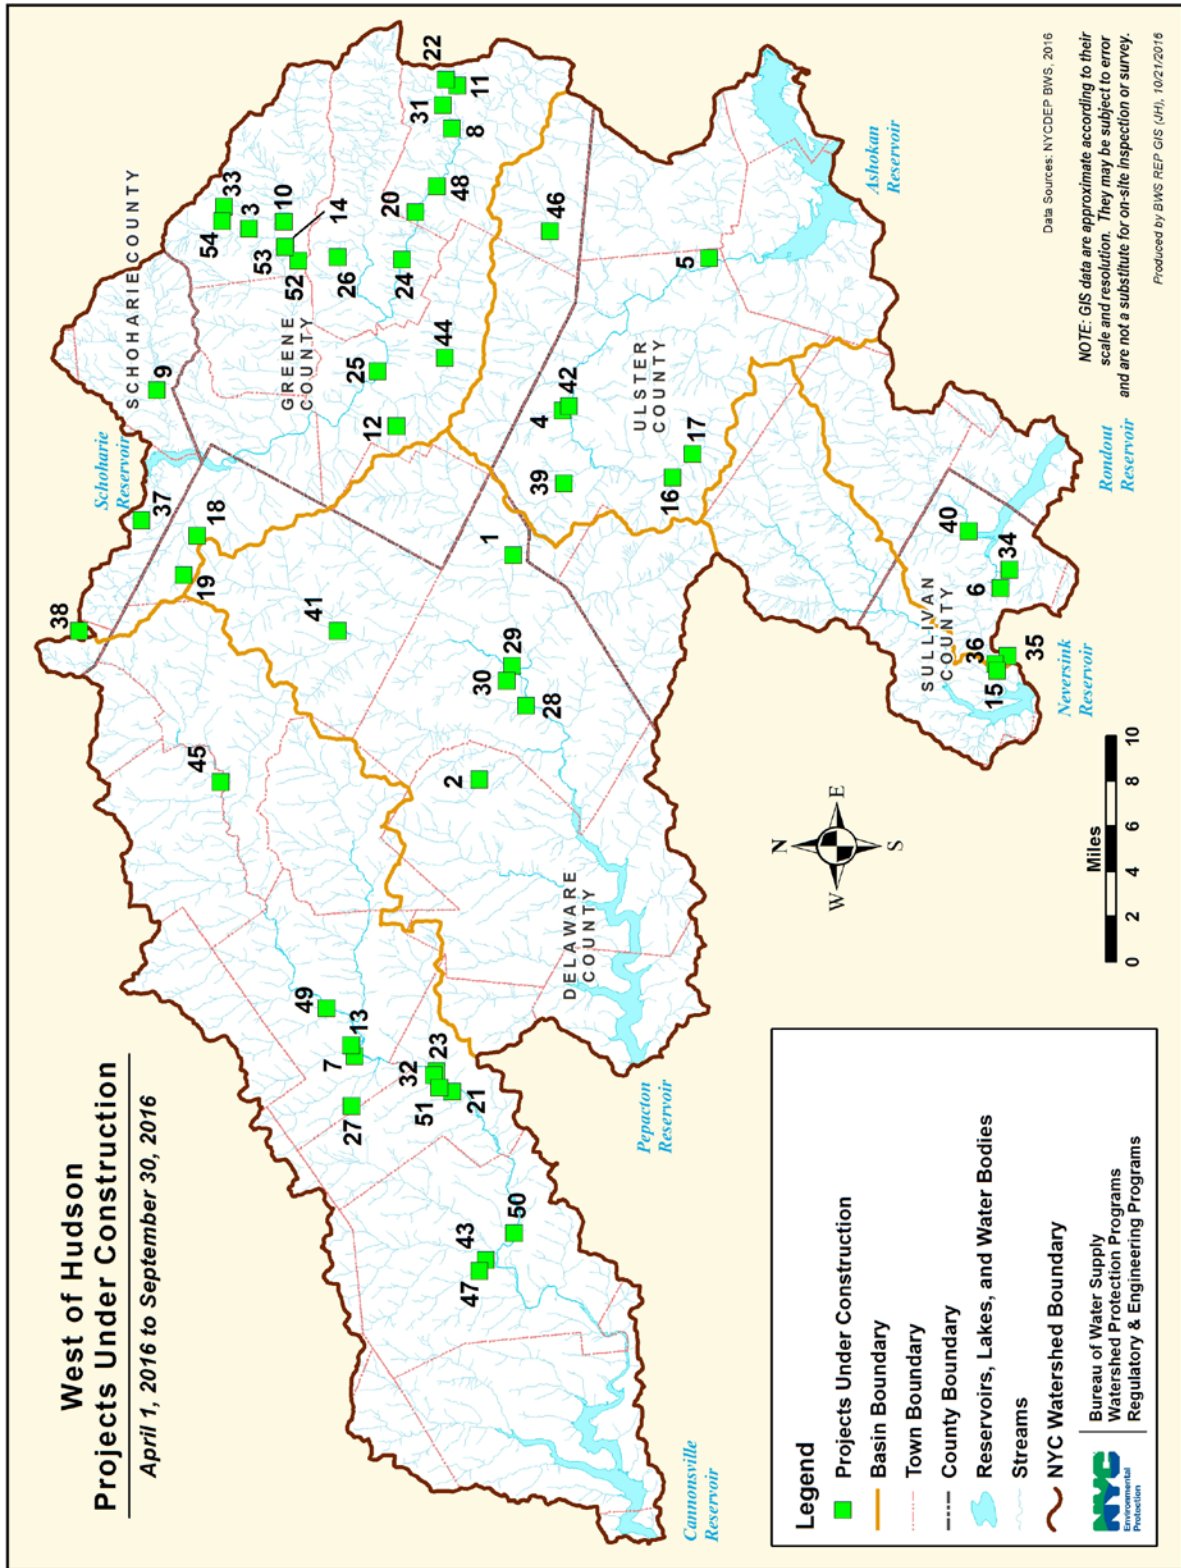 West of Hudson
Projects Under Construction
April 1, 2016 to September 30, 2016
SCHOHARIE COUNTY
GREENE
COUNTY
ULSTER
COUNTY
SULLIVAN
COUNTY
DELAWARE
COUNTY
Schoharie
Reservoir
Ashokan
Reservoir
Rondout
Reservoir
Neversink
Reservoir
Pepacton
Reservoir
Cannonsville
Reservoir
38
37
9
19
18
54
33
3
10
53
14
52
26
20
24
48
8
31
22
11
25
12
44
46
45
41
49
7
13
27
32
23
51
21
43
47
50
2
30
29
28
1
39
4
42
5
16
17
40
34
6
36
15
35
N
W
E
S
Miles
0
2
4
6
8
10
Legend
Projects Under Construction
Basin Boundary
Town Boundary
County Boundary
Reservoirs, Lakes, and Water Bodies
Streams
NYC Watershed Boundary
NYC
Environmental
Protection
Bureau of Water Supply
Watershed Protection Programs
Regulatory & Engineering Programs
Data Sources: NYCDEP BWS, 2016
NOTE: GIS data are approximate according to their
scale and resolution. They may be subject to error
and are not a substitute for on-site inspection or survey.
Produced by BWS REP GIS (JH), 10/21/2016